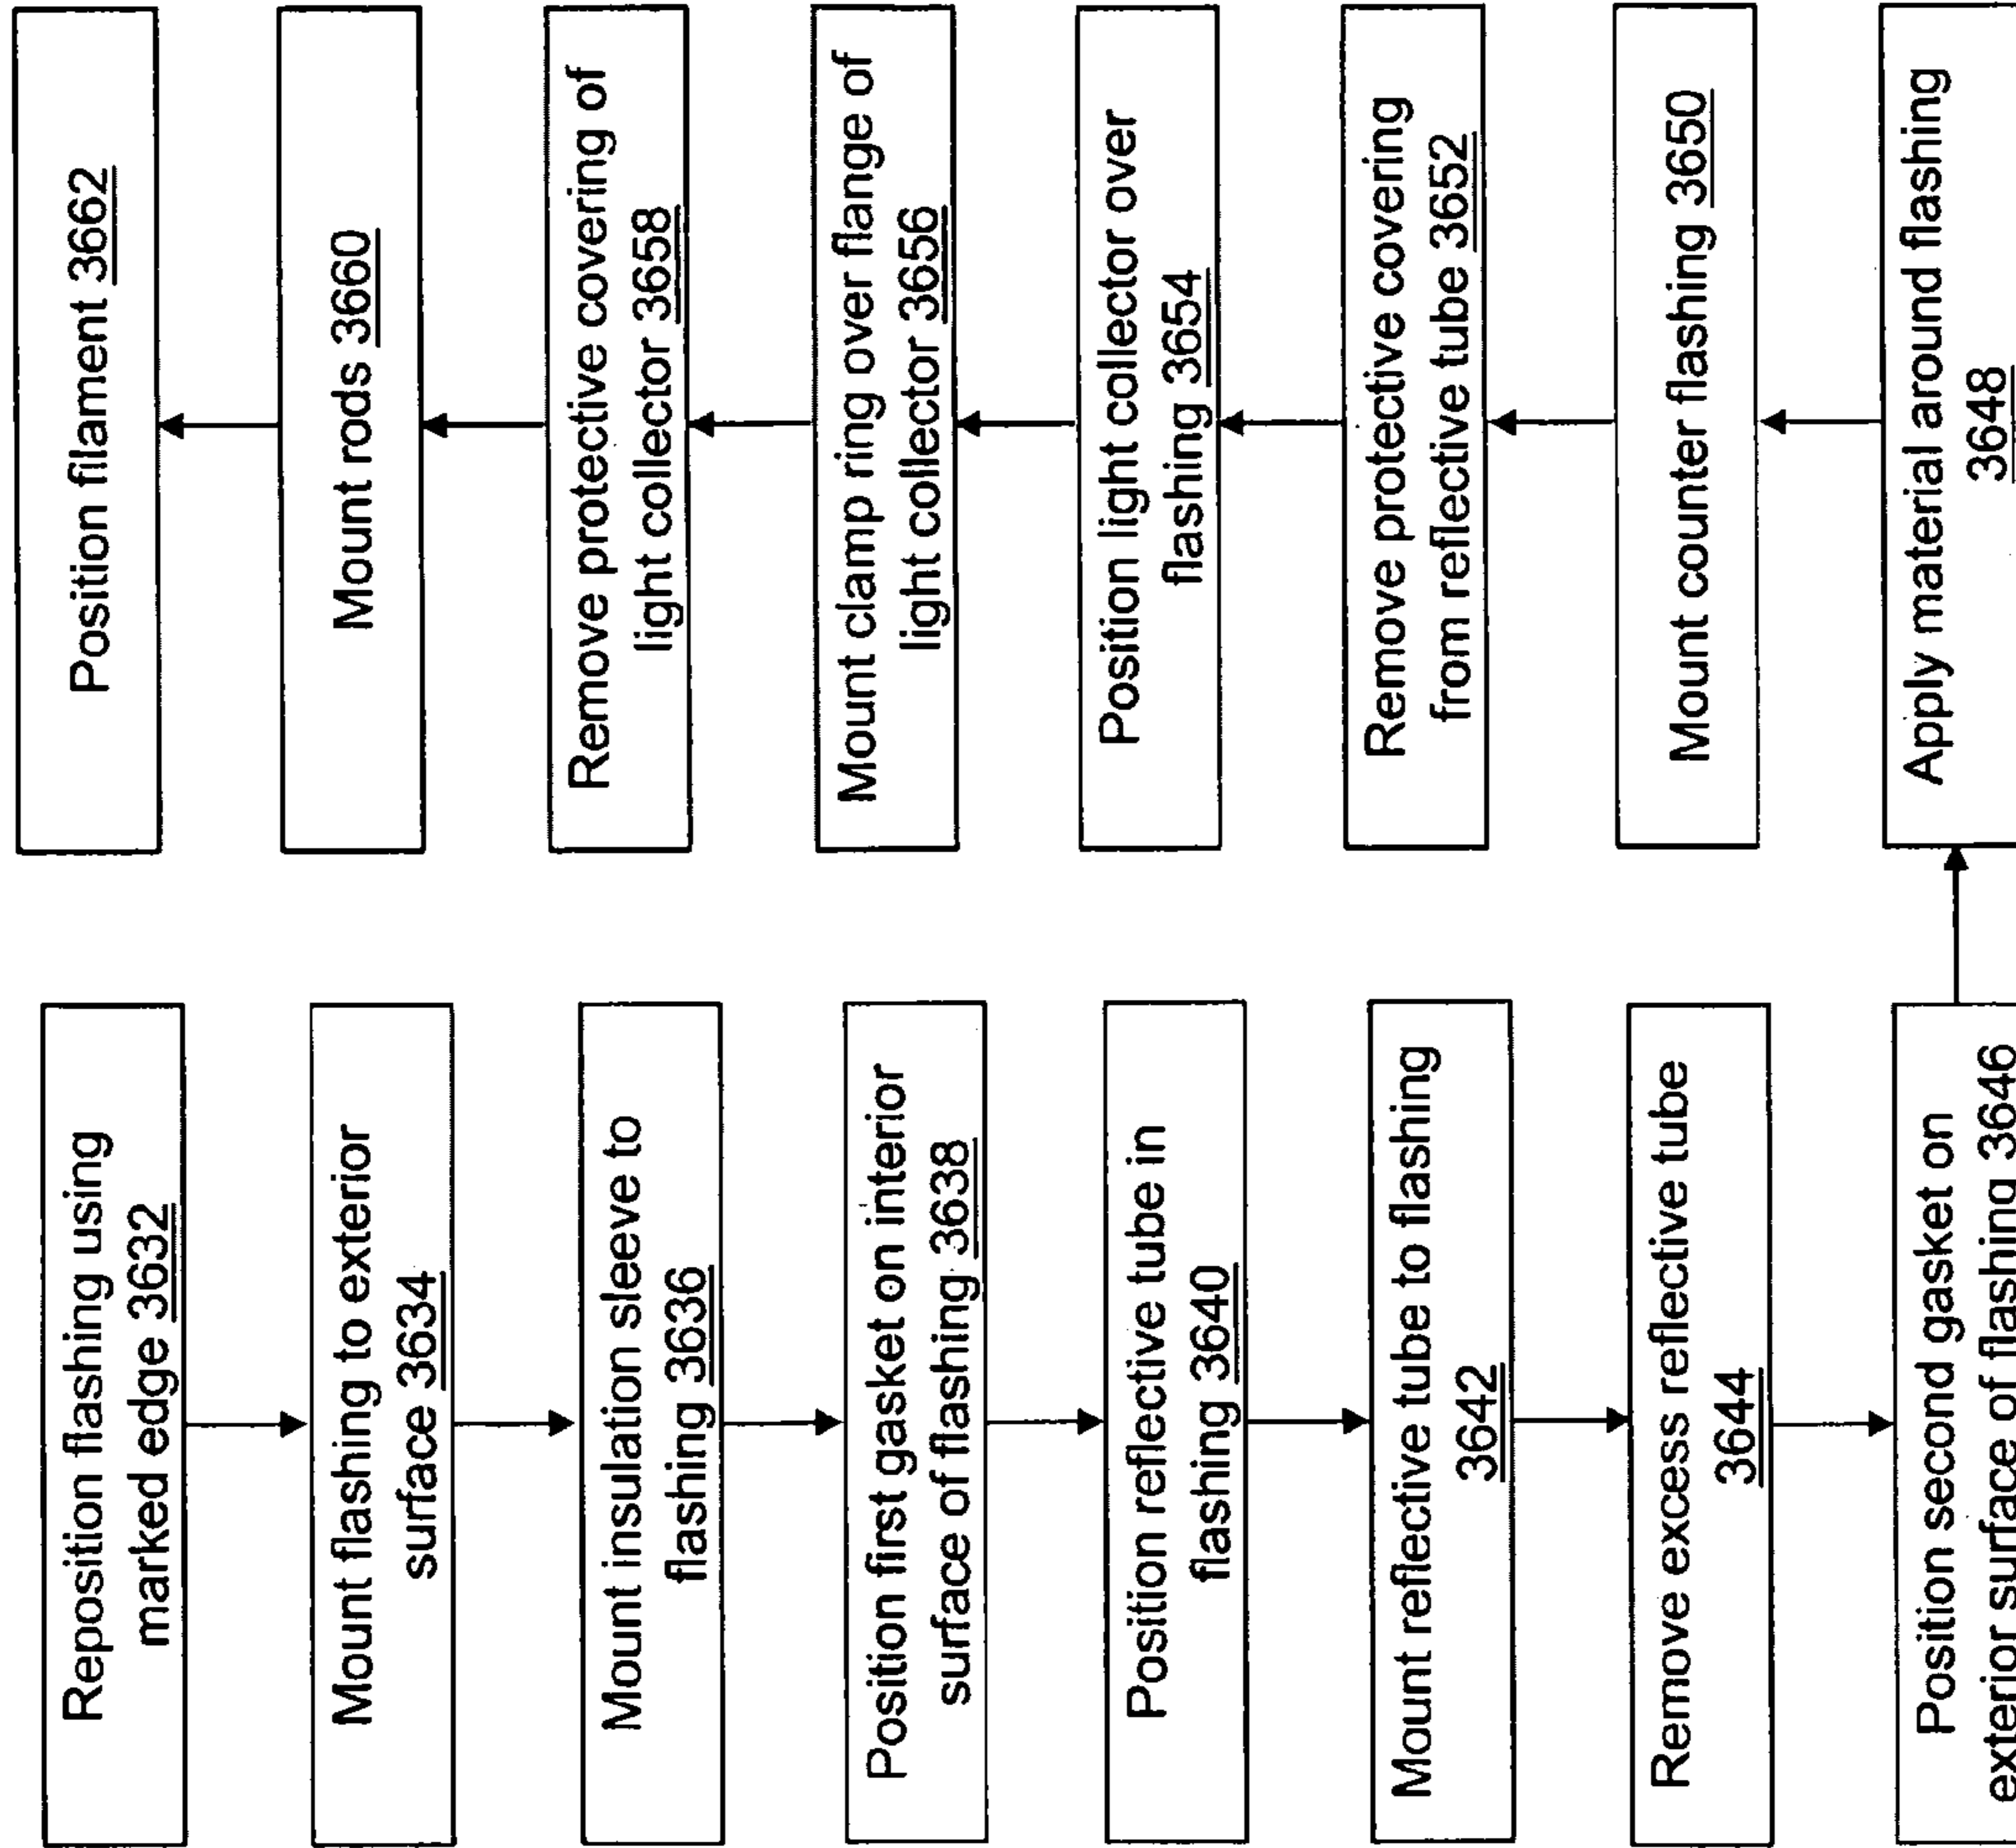 Reposition flashing using
marked edge 3632
Mount flashing to exterior
surface 3634
Mount insulation sleeve to
flashing 3636
Position first gasket on interior
surface of flashing 3638
Position reflective tube in
flashing 3640
Mount reflective tube to flashing
3642
Remove excess reflective tube
3644
Position second gasket on
exterior surface of flashing 3646
Apply material around flashing
3648
Mount counter flashing 3650
Remove protective covering
from reflective tube 3652
Position light collector over
flashing 3654
Mount clamp ring over flange of
light collector 3656
Remove protective covering of
light collector 3658
Mount rods 3660
Position filament 3662